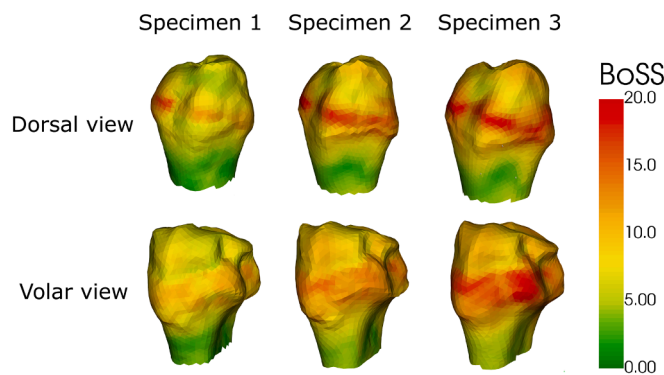 Specimen 1 Specimen 2 Specimen 3
BoSS
20.0
Dorsal view
15.0
10.0
Volar view
5.00
0.00